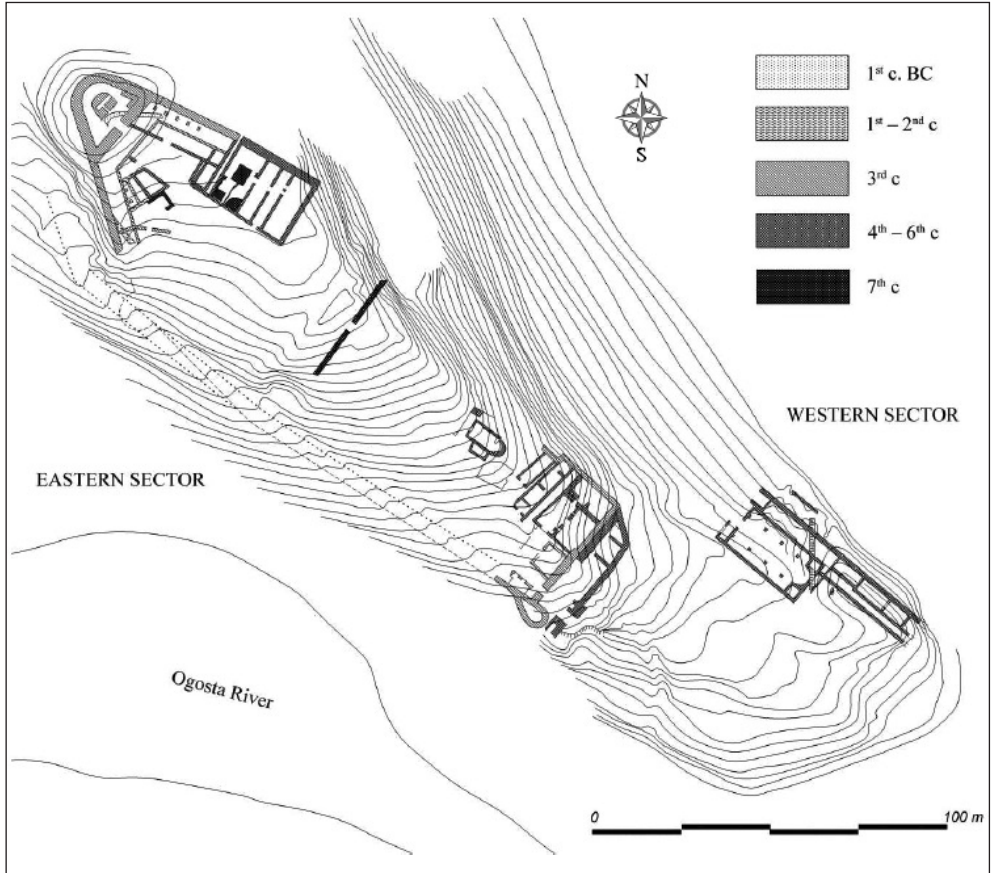 N
S
1st c. BC
1st – 2nd c
3rd c
4th – 6th c
7th c
WESTERN SECTOR
EASTERN SECTOR
Ogosta River
0 100 m